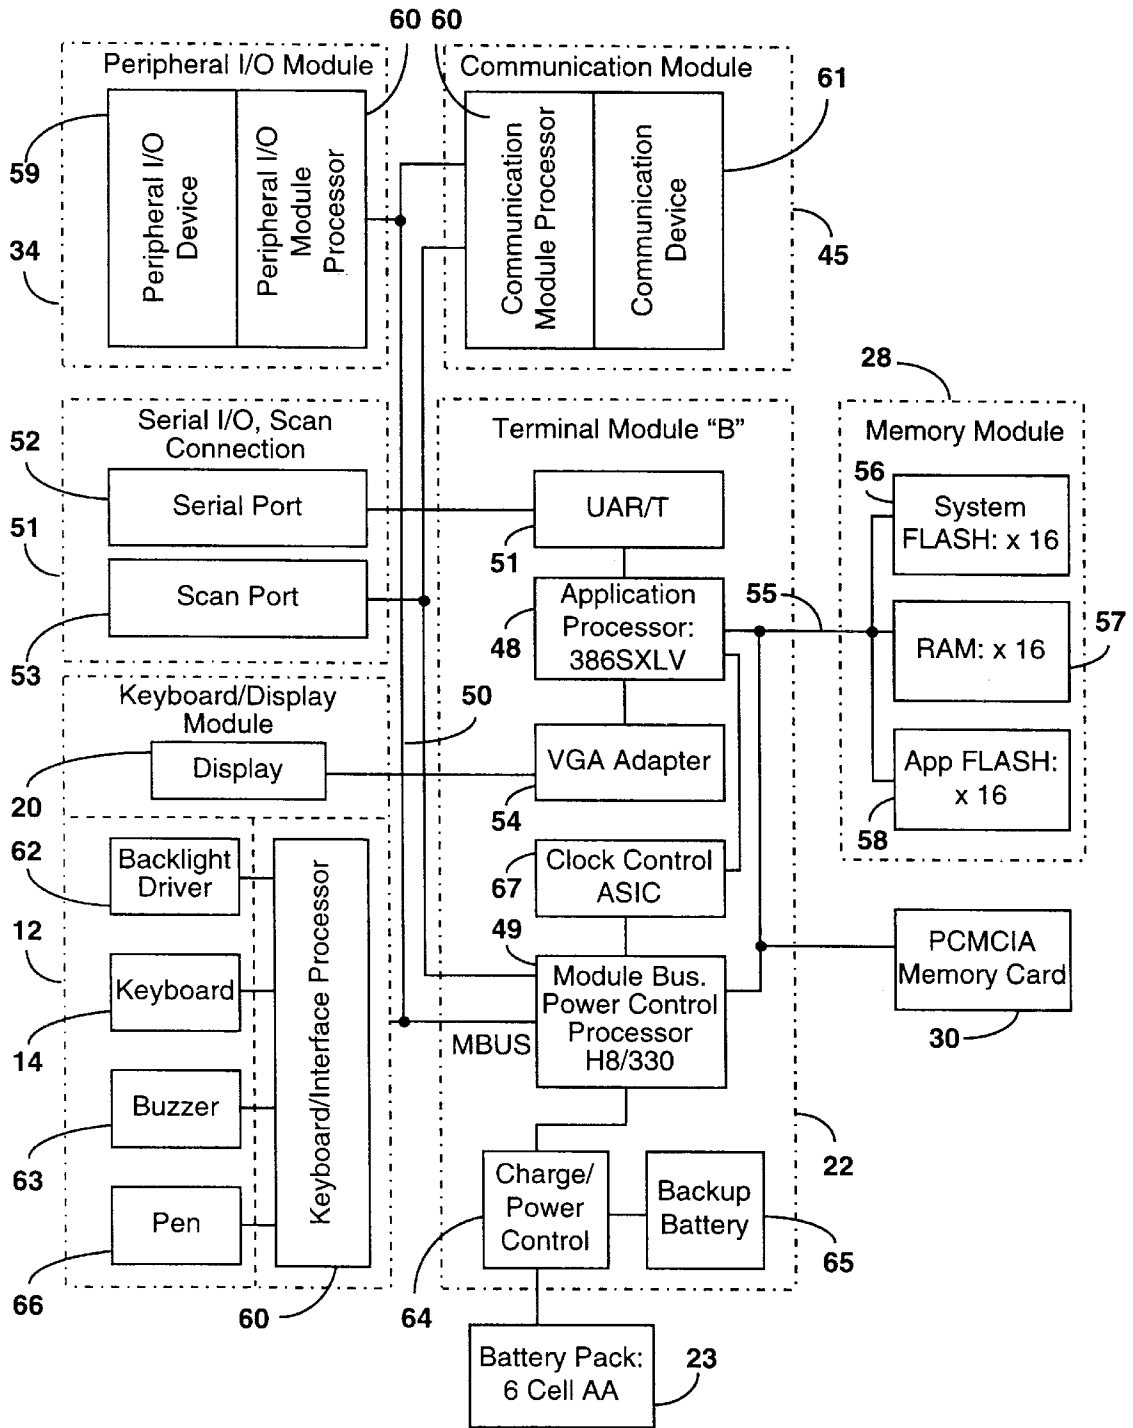 60 60
Peripheral I/O Module
Communication Module
61
59
Peripheral I/O
Device
Peripheral I/O
Module
Processor
Communication
Module Processor
Communication
Device
34
45
28
Serial I/O, Scan
Connection
52
Serial Port
51
Scan Port
53
Terminal Module “B”
UAR/T
51
Application
Processor:
386SXLV
48
55
Memory Module
56
System
FLASH: x 16
57
RAM: x 16
App FLASH:
x 16
58
Keyboard/Display
Module
50
Display
20
VGA Adapter
54
62
Backlight
Driver
67
Clock Control
ASIC
12
49
Keyboard
14
Keyboard/Interface Processor
MBUS
Module Bus.
Power Control
Processor
H8/330
PCMCIA
Memory Card
30
Buzzer
63
22
Pen
66
60
Charge/
Power
Control
64
Backup
Battery
65
Battery Pack:
6 Cell AA
23